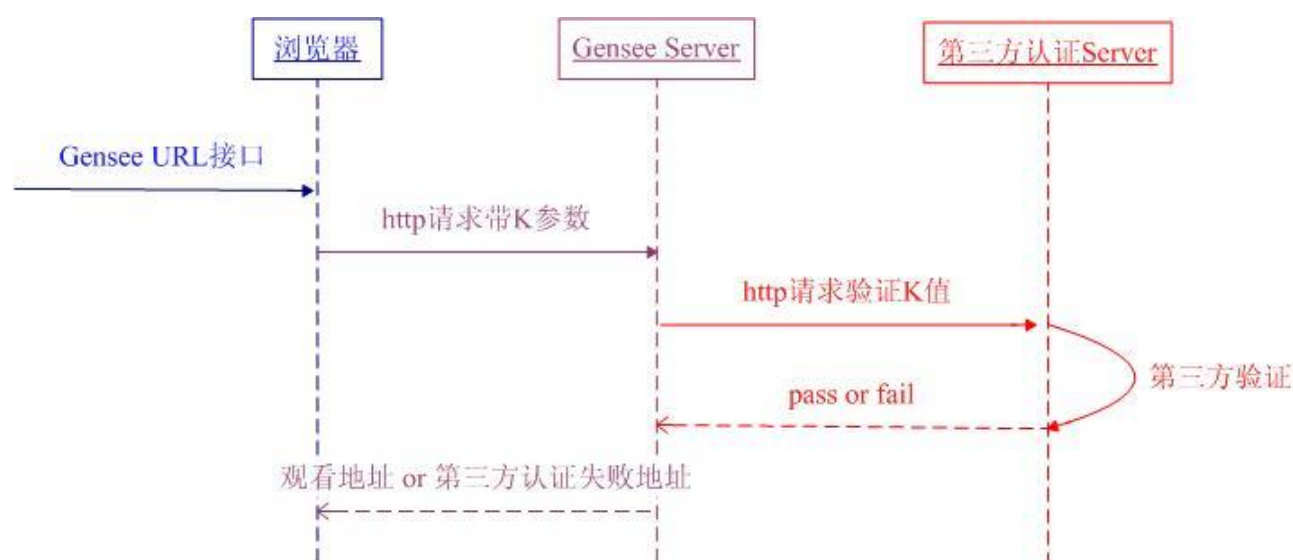 浏览器
Gensee Server
第三方认证Server
Gensee URL接口
http请求带K参数
http请求验证K值
第三方验证
pass or fail
观看地址 or 第三方认证失败地址